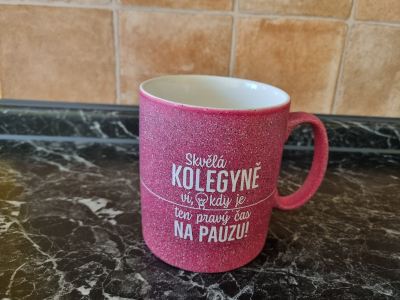 Skvělá
KOLEGYNĚ
ví, kdy je
ten pravý čas
NA PAUZU!